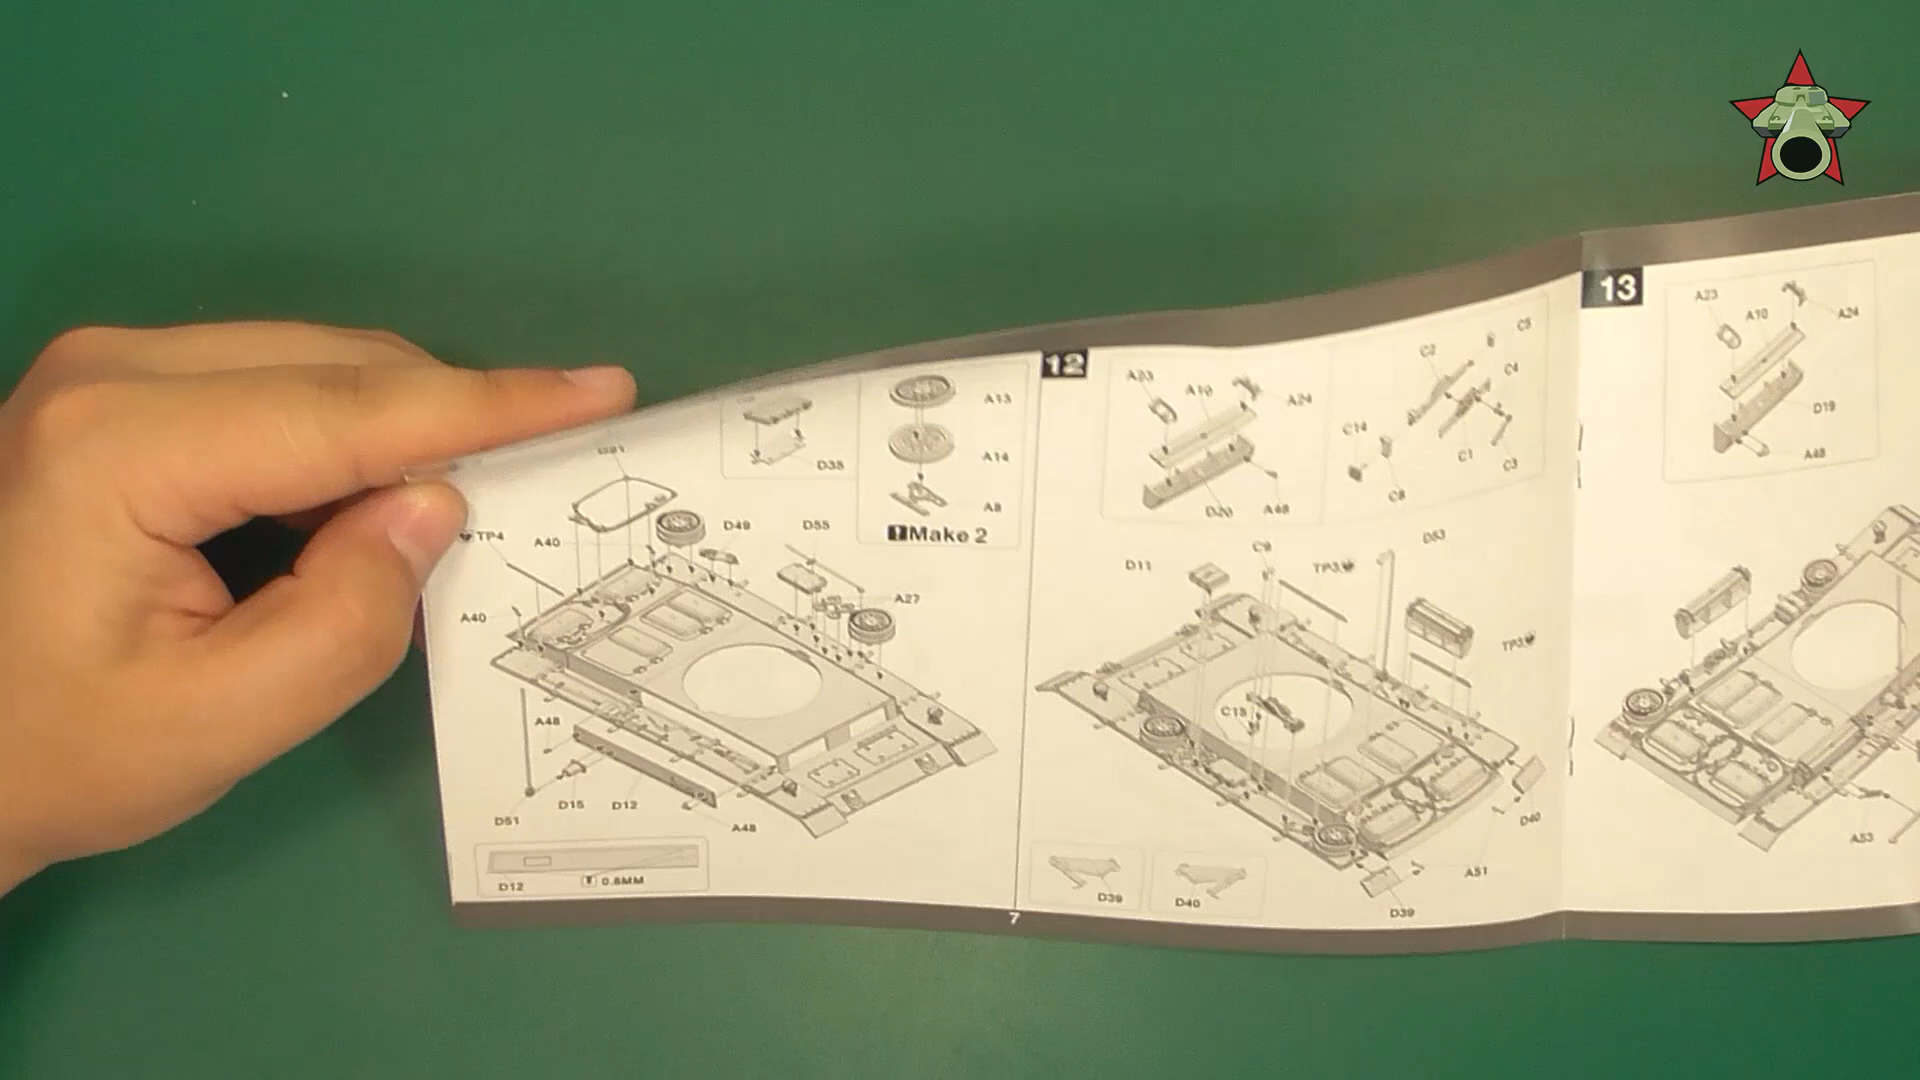 D35
A13
A14
A8
Make 2
TP4
A40
D49
D55
A27
A40
A48
D51
D15
D12
A48
D12
0.8MM
7
12
A23
A10
A24
D20
A48
C2
C5
C4
C14
C1
C3
C8
D11
C9
TP3
D53
TP3
C15
D40
A51
D39
D39
D40
13
A23
A10
A24
D19
A48
A53